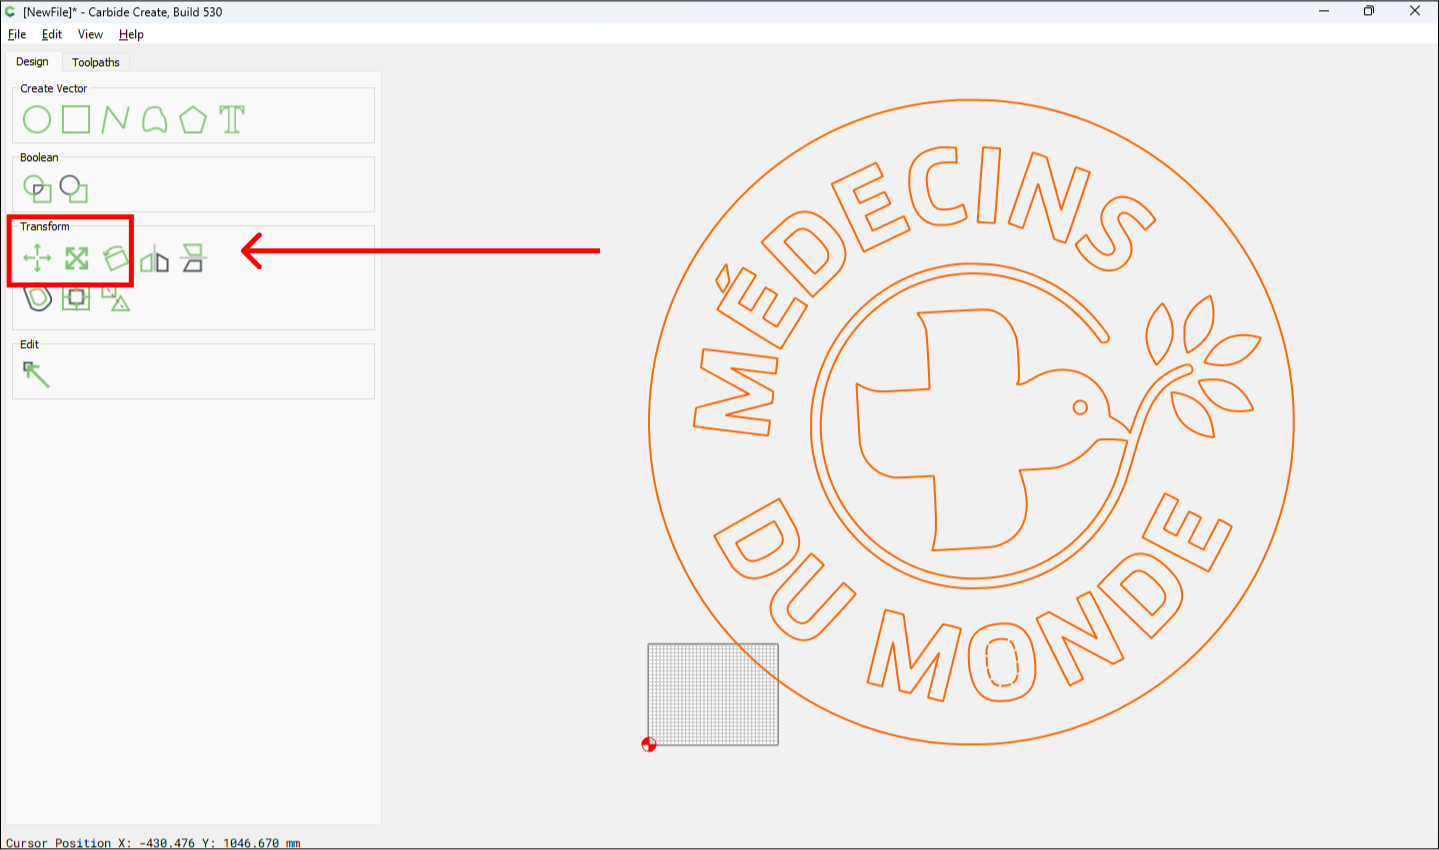 [NewFile]* - Carbide Create, Build 530
File Edit View Help
Design Toolpaths
Create Vector
Boolean
Transform
Edit
MÉDECINS
DU MONDE
Cursor Position X: -430.476 Y: 1046.670 mm